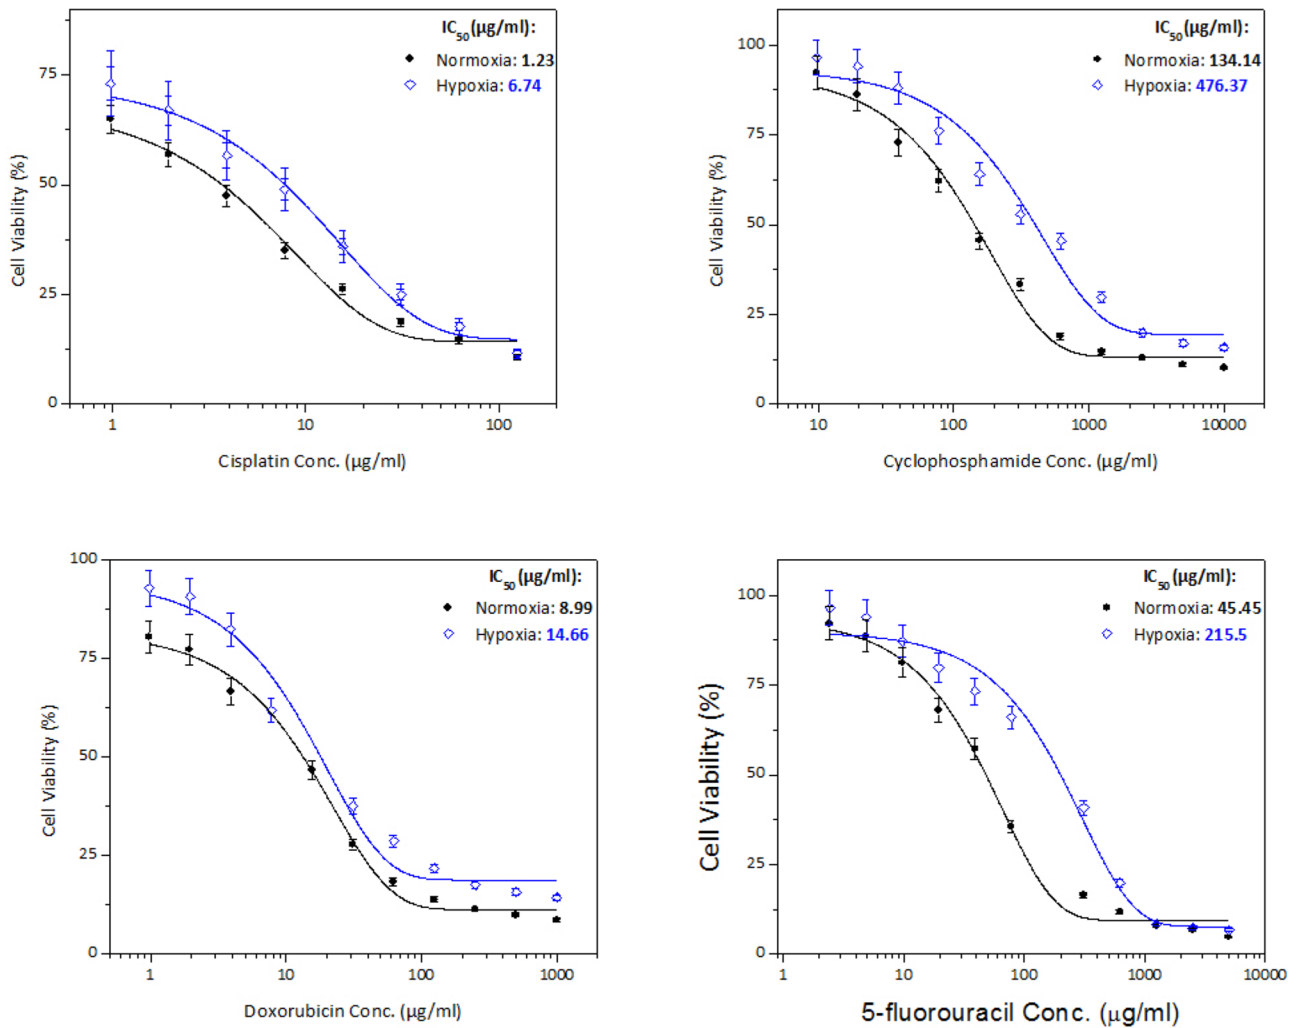 IC50(µg/ml):
Normoxia: 1.23
Hypoxia: 6.74
75
50
25
0
Cell Viability (%)
1
10
100
Cisplatin Conc. (µg/ml)
IC50(µg/ml):
Normoxia: 134.14
Hypoxia: 476.37
100
75
50
25
0
Cell Viability (%)
10
100
1000
10000
Cyclophosphamide Conc. (µg/ml)
IC50(µg/ml):
Normoxia: 8.99
Hypoxia: 14.66
100
75
50
25
0
Cell Viability (%)
1
10
100
1000
Doxorubicin Conc. (µg/ml)
IC50(µg/ml):
Normoxia: 45.45
Hypoxia: 215.5
100
75
50
25
0
Cell Viability (%)
1
10
100
1000
10000
5-fluorouracil Conc. (µg/ml)